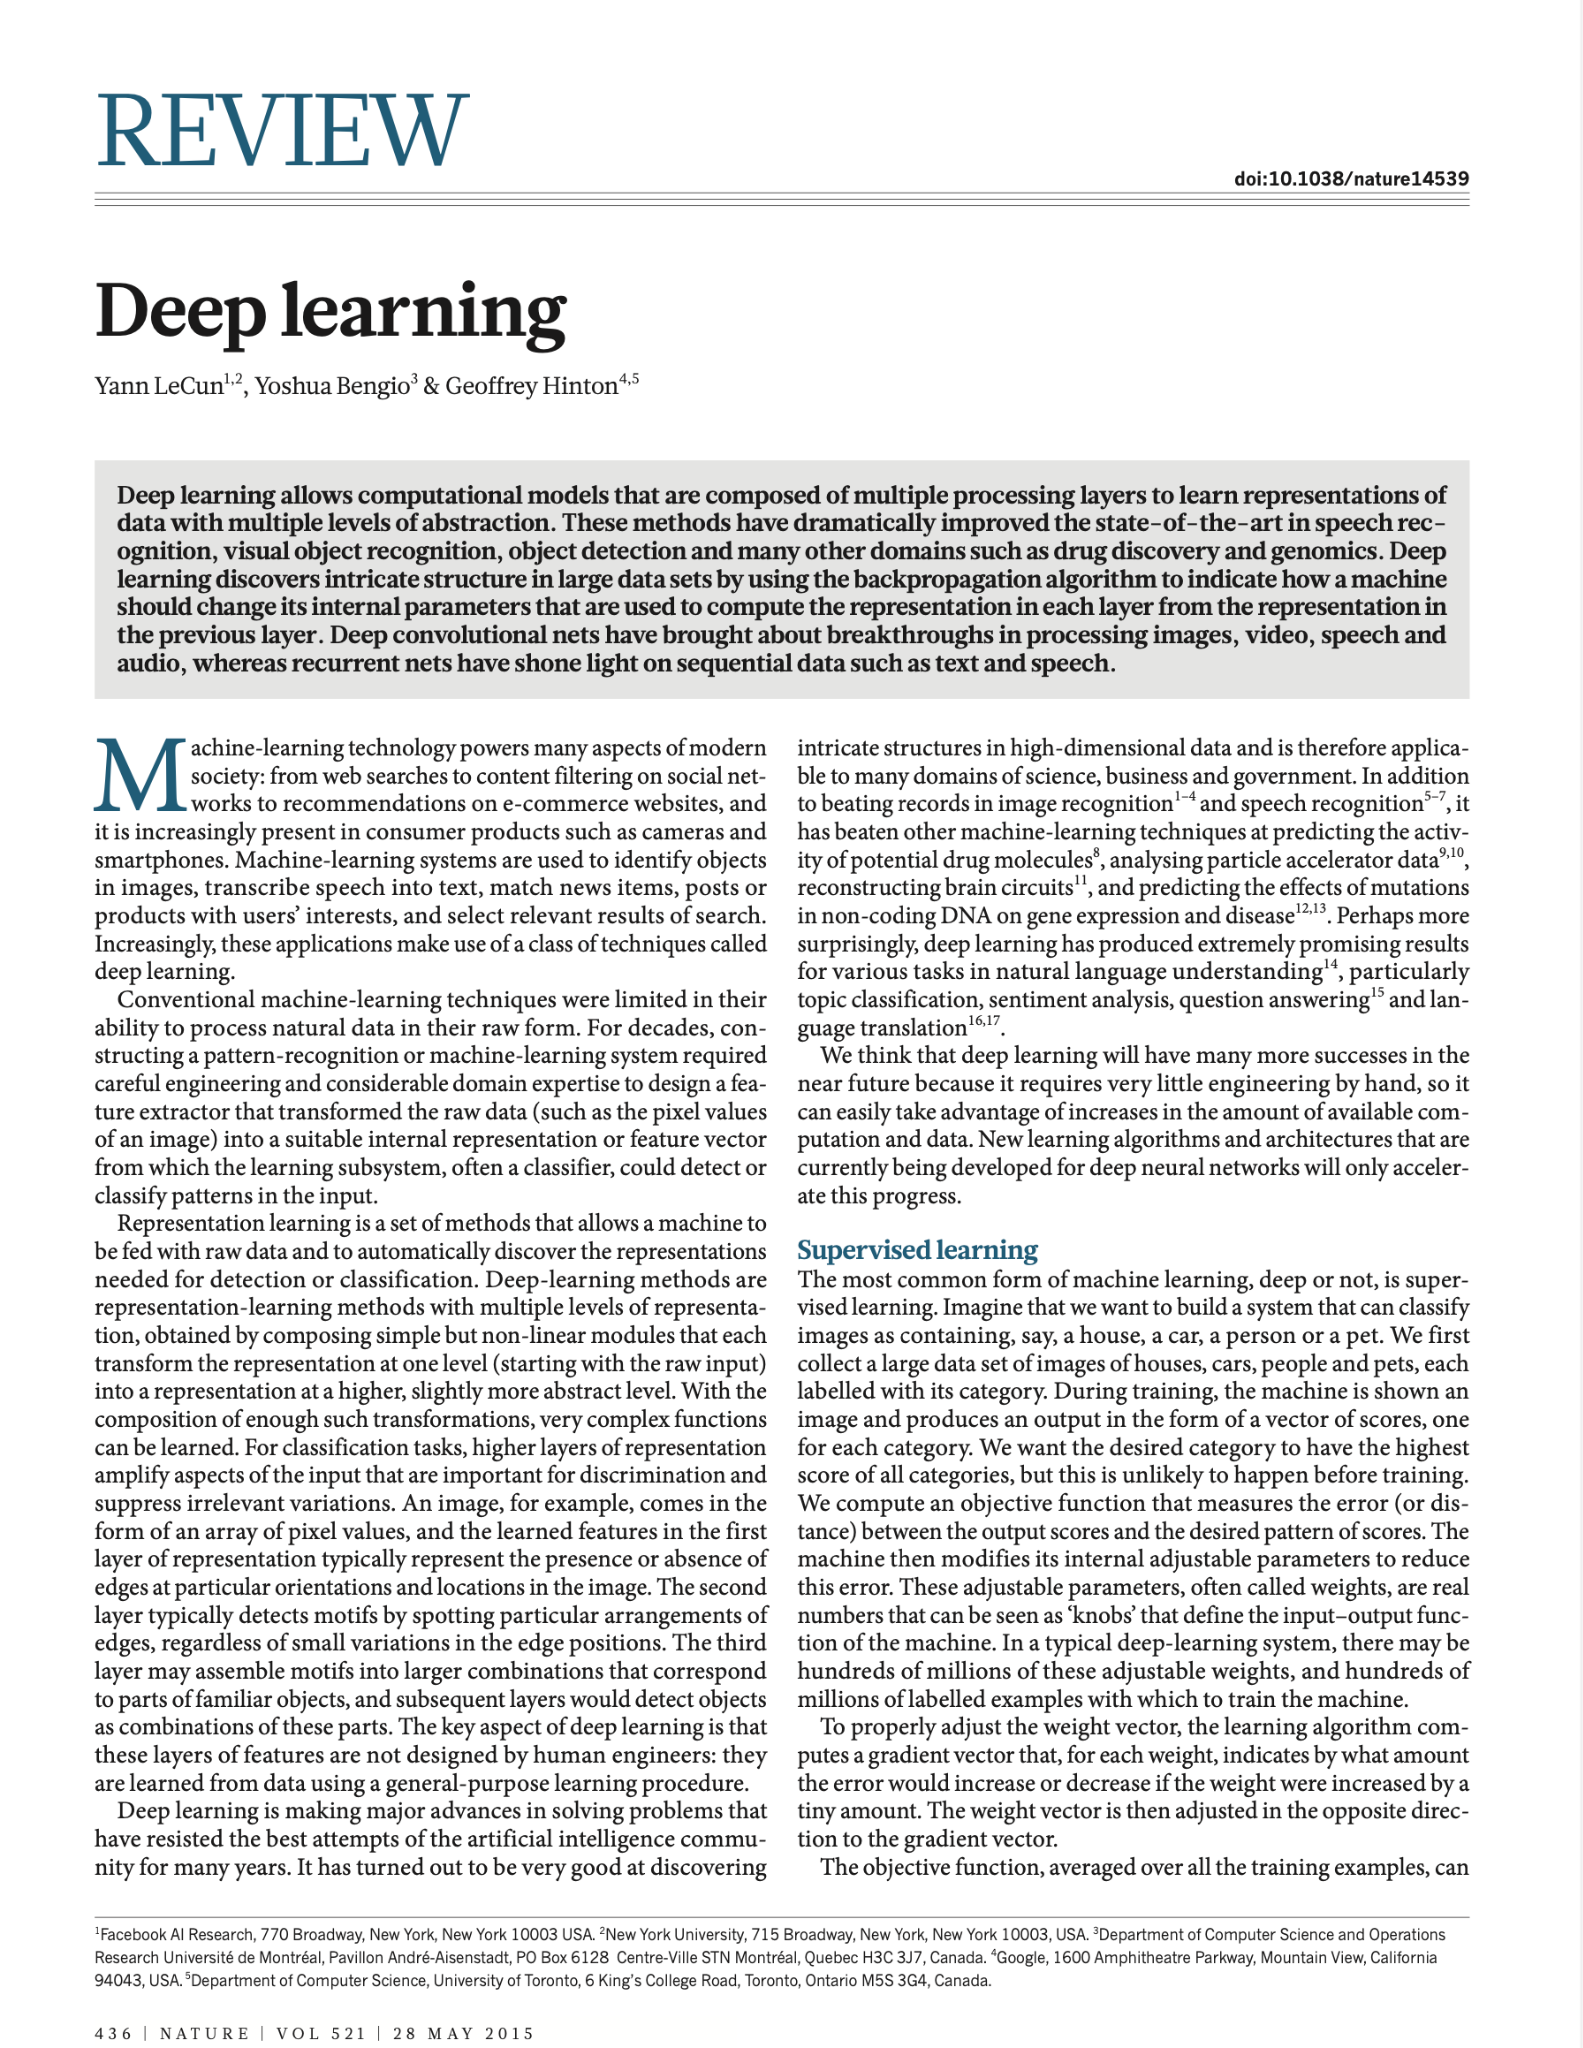 REVIEW
doi:10.1038/nature14539
Deep learning
Yann LeCun1,2, Yoshua Bengio3 & Geoffrey Hinton4,5
Deep learning allows computational models that are composed of multiple processing layers to learn representations of
data with multiple levels of abstraction. These methods have dramatically improved the state-of-the-art in speech rec-
ognition, visual object recognition, object detection and many other domains such as drug discovery and genomics. Deep
learning discovers intricate structure in large data sets by using the backpropagation algorithm to indicate how a machine
should change its internal parameters that are used to compute the representation in each layer from the representation in
the previous layer. Deep convolutional nets have brought about breakthroughs in processing images, video, speech and
audio, whereas recurrent nets have shone light on sequential data such as text and speech.
Machine-learning technology powers many aspects of modern
society: from web searches to content filtering on social net-
works to recommendations on e-commerce websites, and
it is increasingly present in consumer products such as cameras and
smartphones. Machine-learning systems are used to identify objects
in images, transcribe speech into text, match news items, posts or
products with users’ interests, and select relevant results of search.
Increasingly, these applications make use of a class of techniques called
deep learning.
Conventional machine-learning techniques were limited in their
ability to process natural data in their raw form. For decades, con-
structing a pattern-recognition or machine-learning system required
careful engineering and considerable domain expertise to design a fea-
ture extractor that transformed the raw data (such as the pixel values
of an image) into a suitable internal representation or feature vector
from which the learning subsystem, often a classifier, could detect or
classify patterns in the input.
Representation learning is a set of methods that allows a machine to
be fed with raw data and to automatically discover the representations
needed for detection or classification. Deep-learning methods are
representation-learning methods with multiple levels of representa-
tion, obtained by composing simple but non-linear modules that each
transform the representation at one level (starting with the raw input)
into a representation at a higher, slightly more abstract level. With the
composition of enough such transformations, very complex functions
can be learned. For classification tasks, higher layers of representation
amplify aspects of the input that are important for discrimination and
suppress irrelevant variations. An image, for example, comes in the
form of an array of pixel values, and the learned features in the first
layer of representation typically represent the presence or absence of
edges at particular orientations and locations in the image. The second
layer typically detects motifs by spotting particular arrangements of
edges, regardless of small variations in the edge positions. The third
layer may assemble motifs into larger combinations that correspond
to parts of familiar objects, and subsequent layers would detect objects
as combinations of these parts. The key aspect of deep learning is that
these layers of features are not designed by human engineers: they
are learned from data using a general-purpose learning procedure.
Deep learning is making major advances in solving problems that
have resisted the best attempts of the artificial intelligence commu-
nity for many years. It has turned out to be very good at discovering
intricate structures in high-dimensional data and is therefore applica-
ble to many domains of science, business and government. In addition
to beating records in image recognition1–4 and speech recognition5–7, it
has beaten other machine-learning techniques at predicting the activ-
ity of potential drug molecules8, analysing particle accelerator data9,10,
reconstructing brain circuits11, and predicting the effects of mutations
in non-coding DNA on gene expression and disease12,13. Perhaps more
surprisingly, deep learning has produced extremely promising results
for various tasks in natural language understanding14, particularly
topic classification, sentiment analysis, question answering15 and lan-
guage translation16,17.
We think that deep learning will have many more successes in the
near future because it requires very little engineering by hand, so it
can easily take advantage of increases in the amount of available com-
putation and data. New learning algorithms and architectures that are
currently being developed for deep neural networks will only acceler-
ate this progress.
Supervised learning
The most common form of machine learning, deep or not, is super-
vised learning. Imagine that we want to build a system that can classify
images as containing, say, a house, a car, a person or a pet. We first
collect a large data set of images of houses, cars, people and pets, each
labelled with its category. During training, the machine is shown an
image and produces an output in the form of a vector of scores, one
for each category. We want the desired category to have the highest
score of all categories, but this is unlikely to happen before training.
We compute an objective function that measures the error (or dis-
tance) between the output scores and the desired pattern of scores. The
machine then modifies its internal adjustable parameters to reduce
this error. These adjustable parameters, often called weights, are real
numbers that can be seen as ‘knobs’ that define the input–output func-
tion of the machine. In a typical deep-learning system, there may be
hundreds of millions of these adjustable weights, and hundreds of
millions of labelled examples with which to train the machine.
To properly adjust the weight vector, the learning algorithm com-
putes a gradient vector that, for each weight, indicates by what amount
the error would increase or decrease if the weight were increased by a
tiny amount. The weight vector is then adjusted in the opposite direc-
tion to the gradient vector.
The objective function, averaged over all the training examples, can
1Facebook AI Research, 770 Broadway, New York, New York 10003 USA. 2New York University, 715 Broadway, New York, New York 10003, USA. 3Department of Computer Science and Operations
Research Université de Montréal, Pavillon André-Aisenstadt, PO Box 6128 Centre-Ville STN Montréal, Quebec H3C 3J7, Canada. 4Google, 1600 Amphitheatre Parkway, Mountain View, California
94043, USA. 5Department of Computer Science, University of Toronto, 6 King’s College Road, Toronto, Ontario M5S 3G4, Canada.
436 | NATURE | VOL 521 | 28 MAY 2015